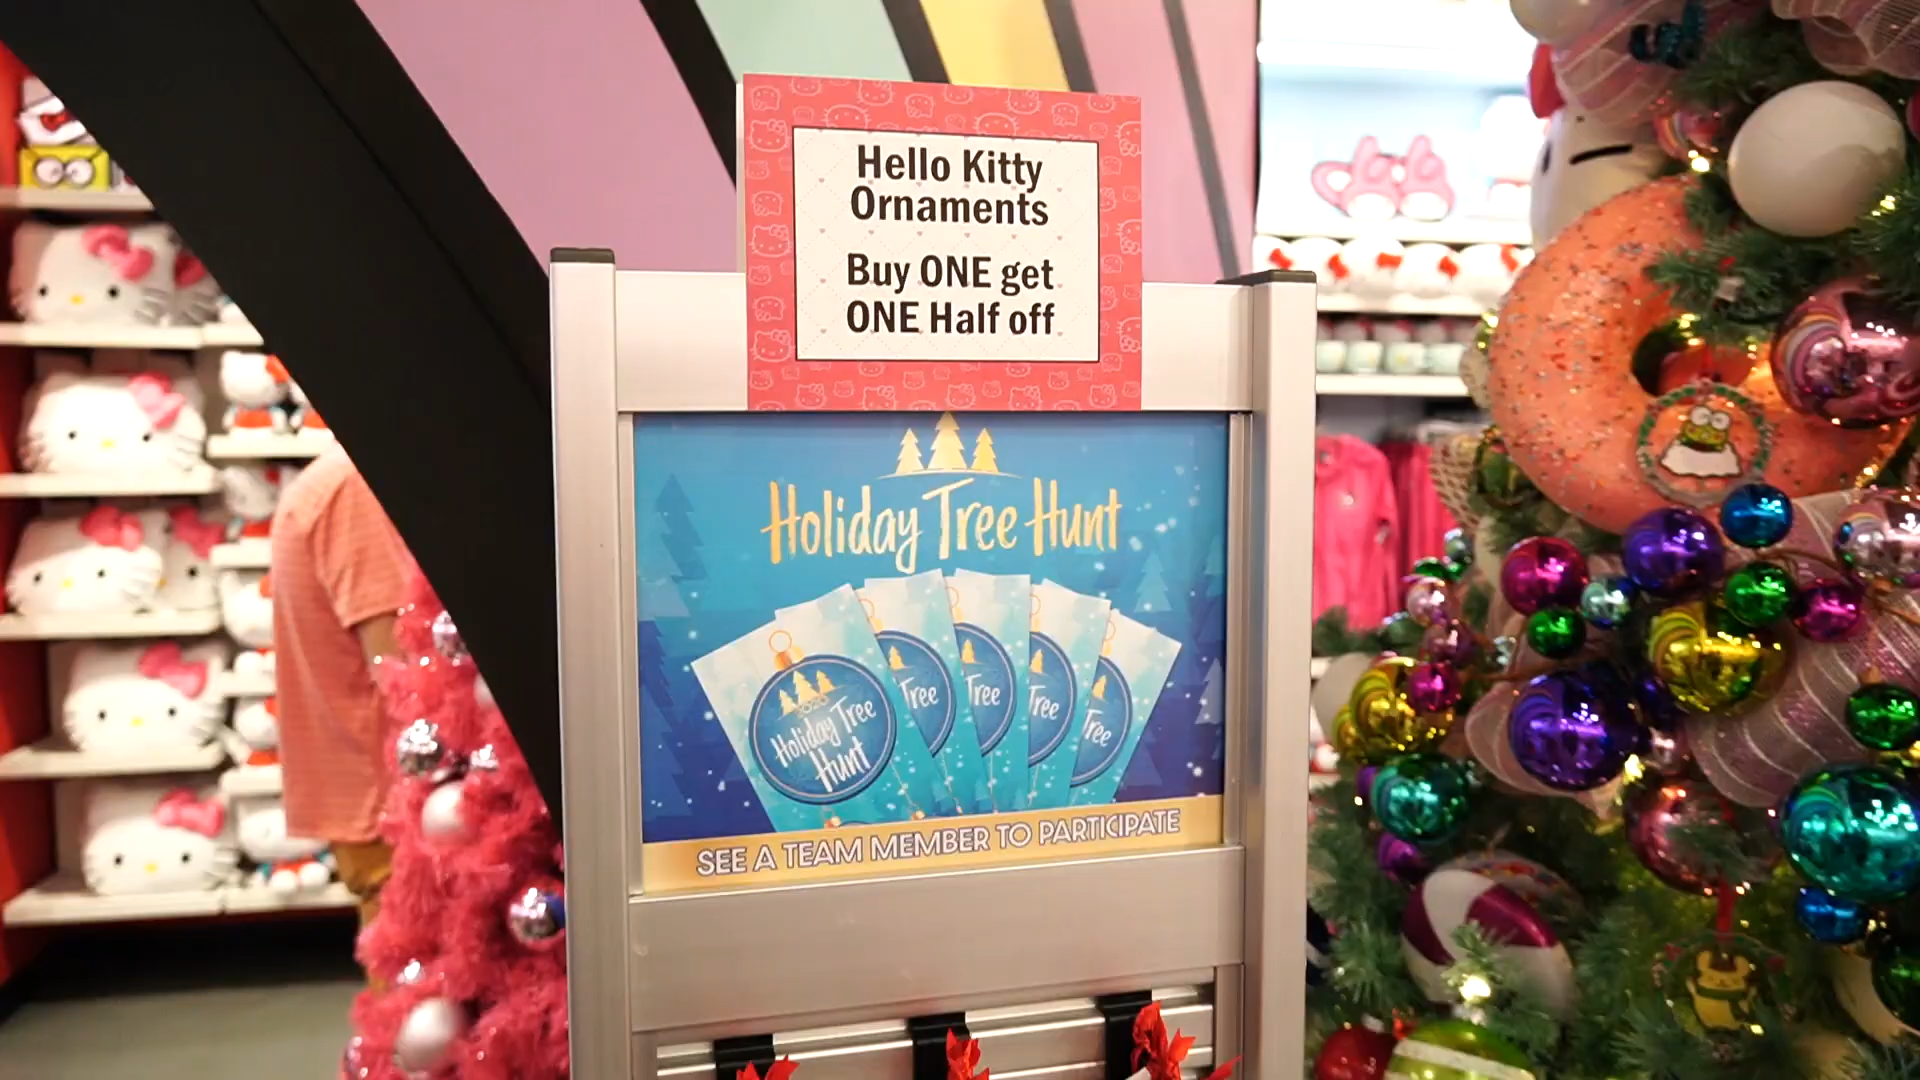 Hello Kitty
Ornaments
Buy ONE get
ONE Half off
Holiday Tree Hunt
2020
Holiday Tree
Hunt
Tree
Tree
Tree
Tree
SEE A TEAM MEMBER TO PARTICIPATE